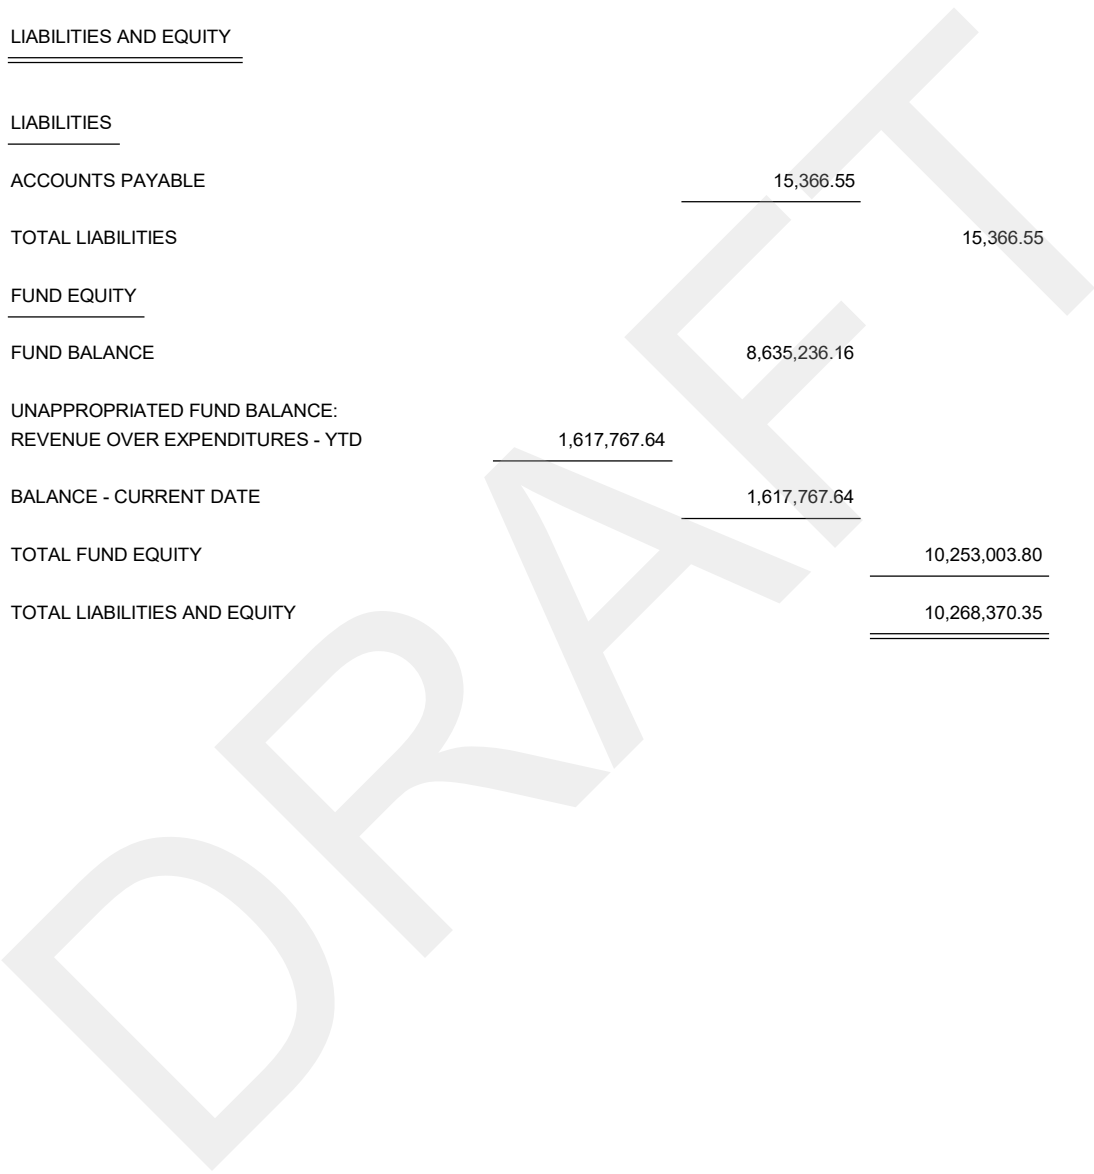 LIABILITIES AND EQUITY
LIABILITIES
ACCOUNTS PAYABLE 15,366.55
TOTAL LIABILITIES 15,366.55
FUND EQUITY
FUND BALANCE 8,635,236.16
UNAPPROPRIATED FUND BALANCE:
REVENUE OVER EXPENDITURES - YTD 1,617,767.64
BALANCE - CURRENT DATE 1,617,767.64
TOTAL FUND EQUITY 10,253,003.80
TOTAL LIABILITIES AND EQUITY 10,268,370.35
DRAFT